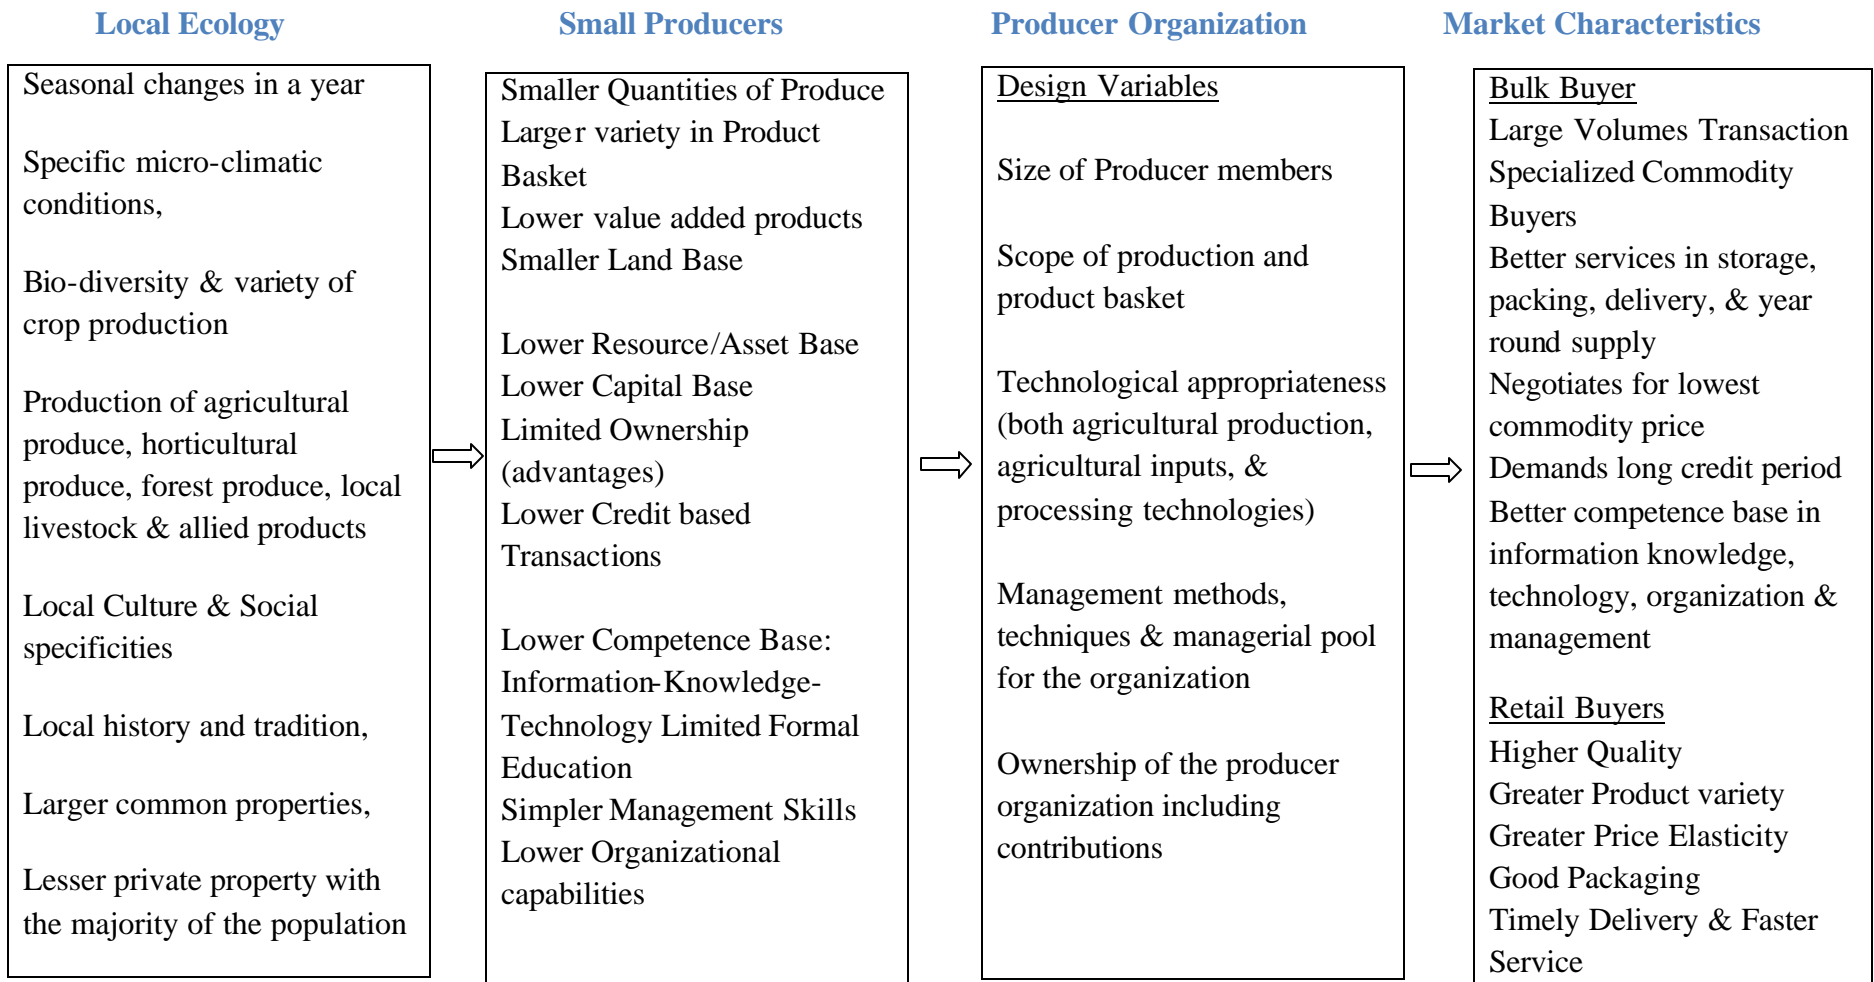 Local Ecology
Seasonal changes in a year
Specific micro-climatic
conditions,
Bio-diversity & variety of
crop production
Production of agricultural
produce, horticultural
produce, forest produce, local
livestock & allied products
Local Culture & Social
specificities
Local history and tradition,
Larger common properties,
Lesser private property with
the majority of the population
Small Producers
Smaller Quantities of Produce
Larger variety in Product
Basket
Lower value added products
Smaller Land Base
Lower Resource/Asset Base
Lower Capital Base
Limited Ownership
(advantages)
Lower Credit based
Transactions
Lower Competence Base:
Information-Knowledge-
Technology Limited Formal
Education
Simpler Management Skills
Lower Organizational
capabilities
Producer Organization
Design Variables
Size of Producer members
Scope of production and
product basket
Technological appropriateness
(both agricultural production,
agricultural inputs, &
processing technologies)
Management methods,
techniques & managerial pool
for the organization
Ownership of the producer
organization including
contributions
Market Characteristics
Bulk Buyer
Large Volumes Transaction
Specialized Commodity
Buyers
Better services in storage,
packing, delivery, & year
round supply
Negotiates for lowest
commodity price
Demands long credit period
Better competence base in
information knowledge,
technology, organization &
management
Retail Buyers
Higher Quality
Greater Product variety
Greater Price Elasticity
Good Packaging
Timely Delivery & Faster
Service